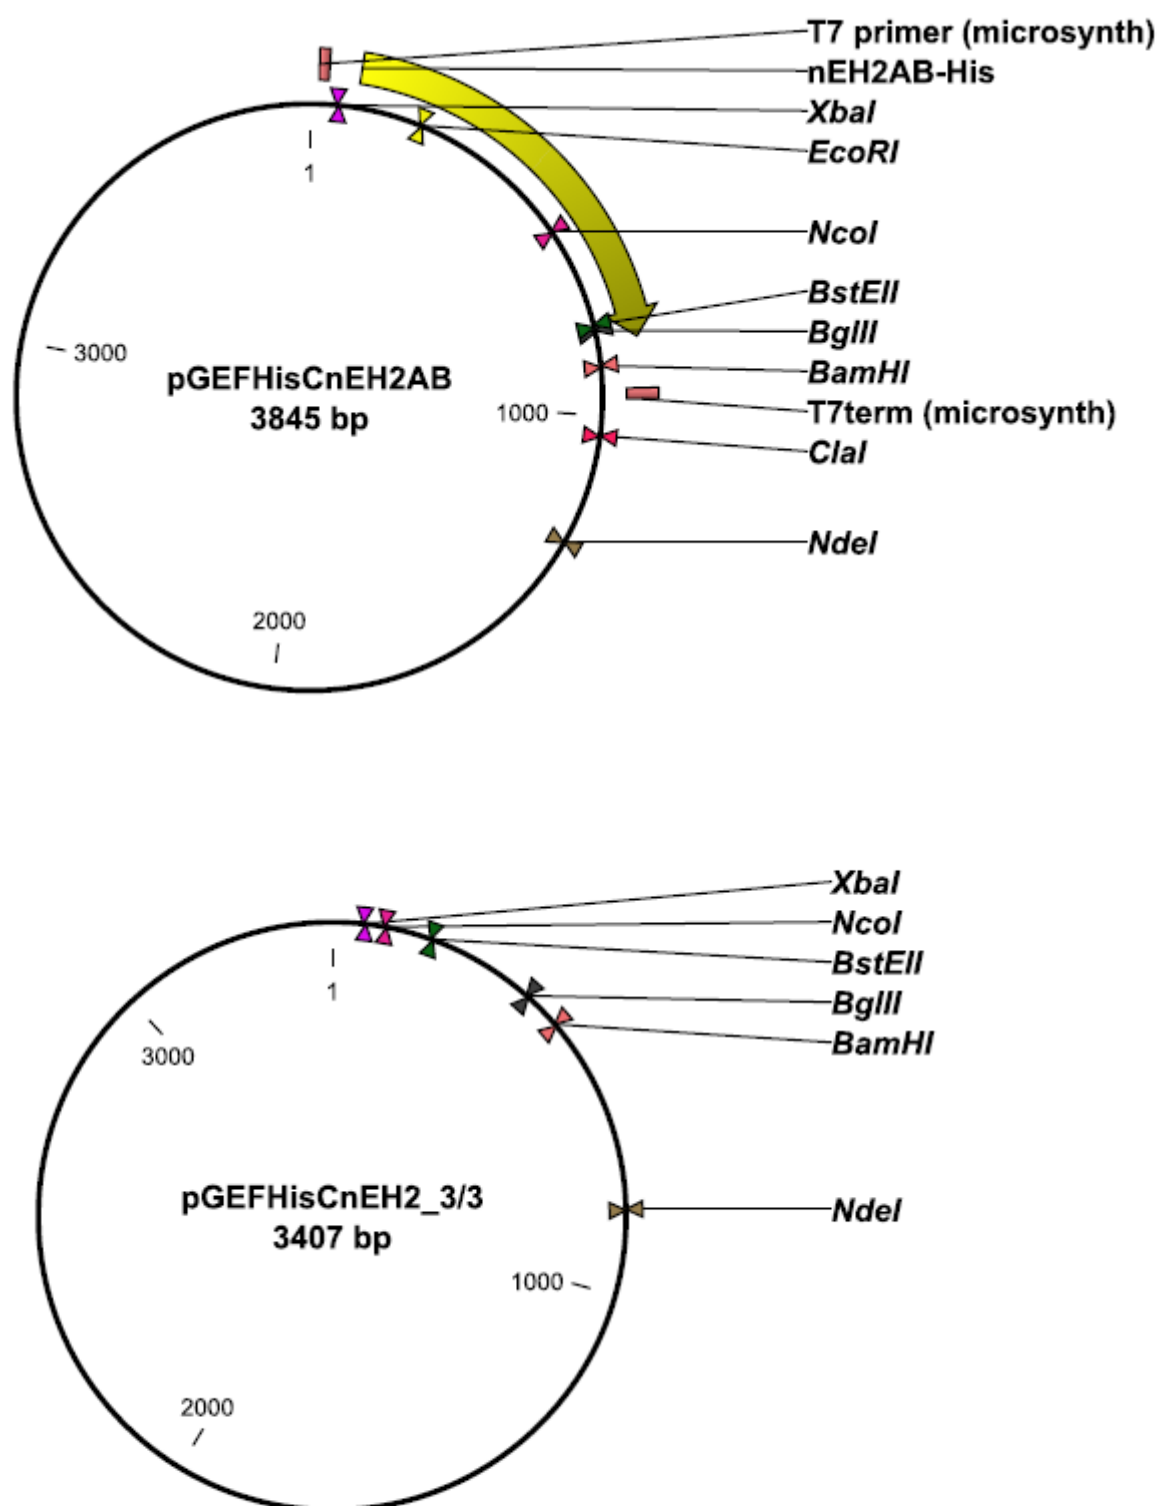 T7 primer (microsynth)
nEH2AB-His
XbaI
EcoRI
1
NcoI
BstEII
BglII
3000
pGEFHisCnEH2AB
3845 bp
BamHI
1000
T7term (microsynth)
ClaI
NdeI
2000
XbaI
NcoI
BstEII
1
BglII
3000
BamHI
pGEFHisCnEH2_3/3
3407 bp
NdeI
1000
2000